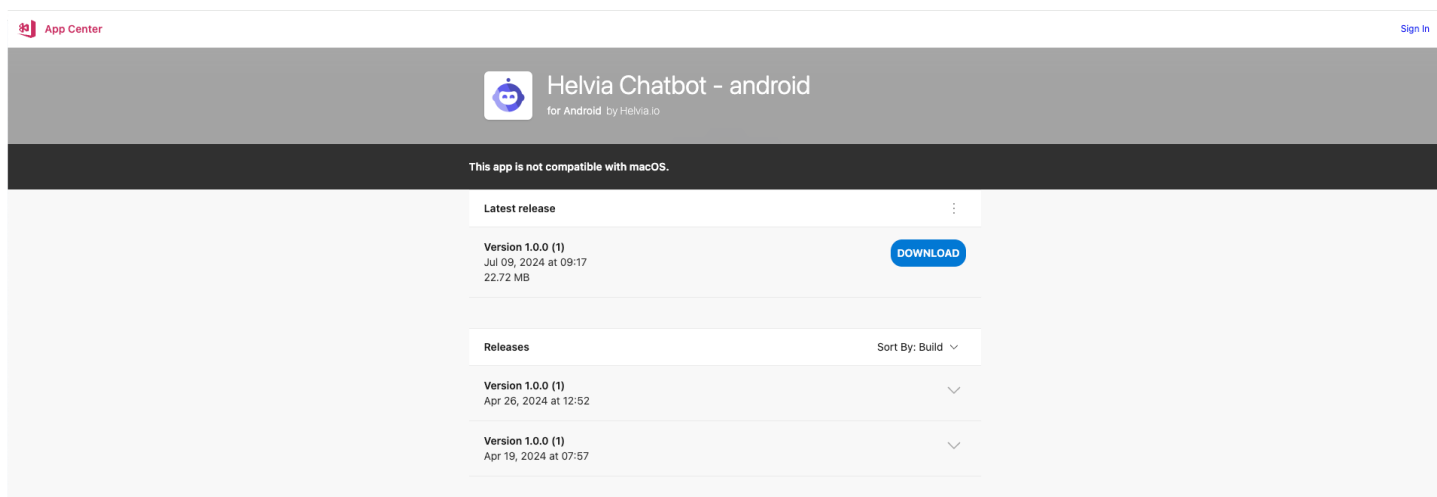 App Center
Sign In
Helvia Chatbot - android
for Android by Helvia.io
This app is not compatible with macOS.
Latest release
Version 1.0.0 (1)
Jul 09, 2024 at 09:17
22.72 MB
DOWNLOAD
Releases
Sort By: Build
Version 1.0.0 (1)
Apr 26, 2024 at 12:52
Version 1.0.0 (1)
Apr 19, 2024 at 07:57